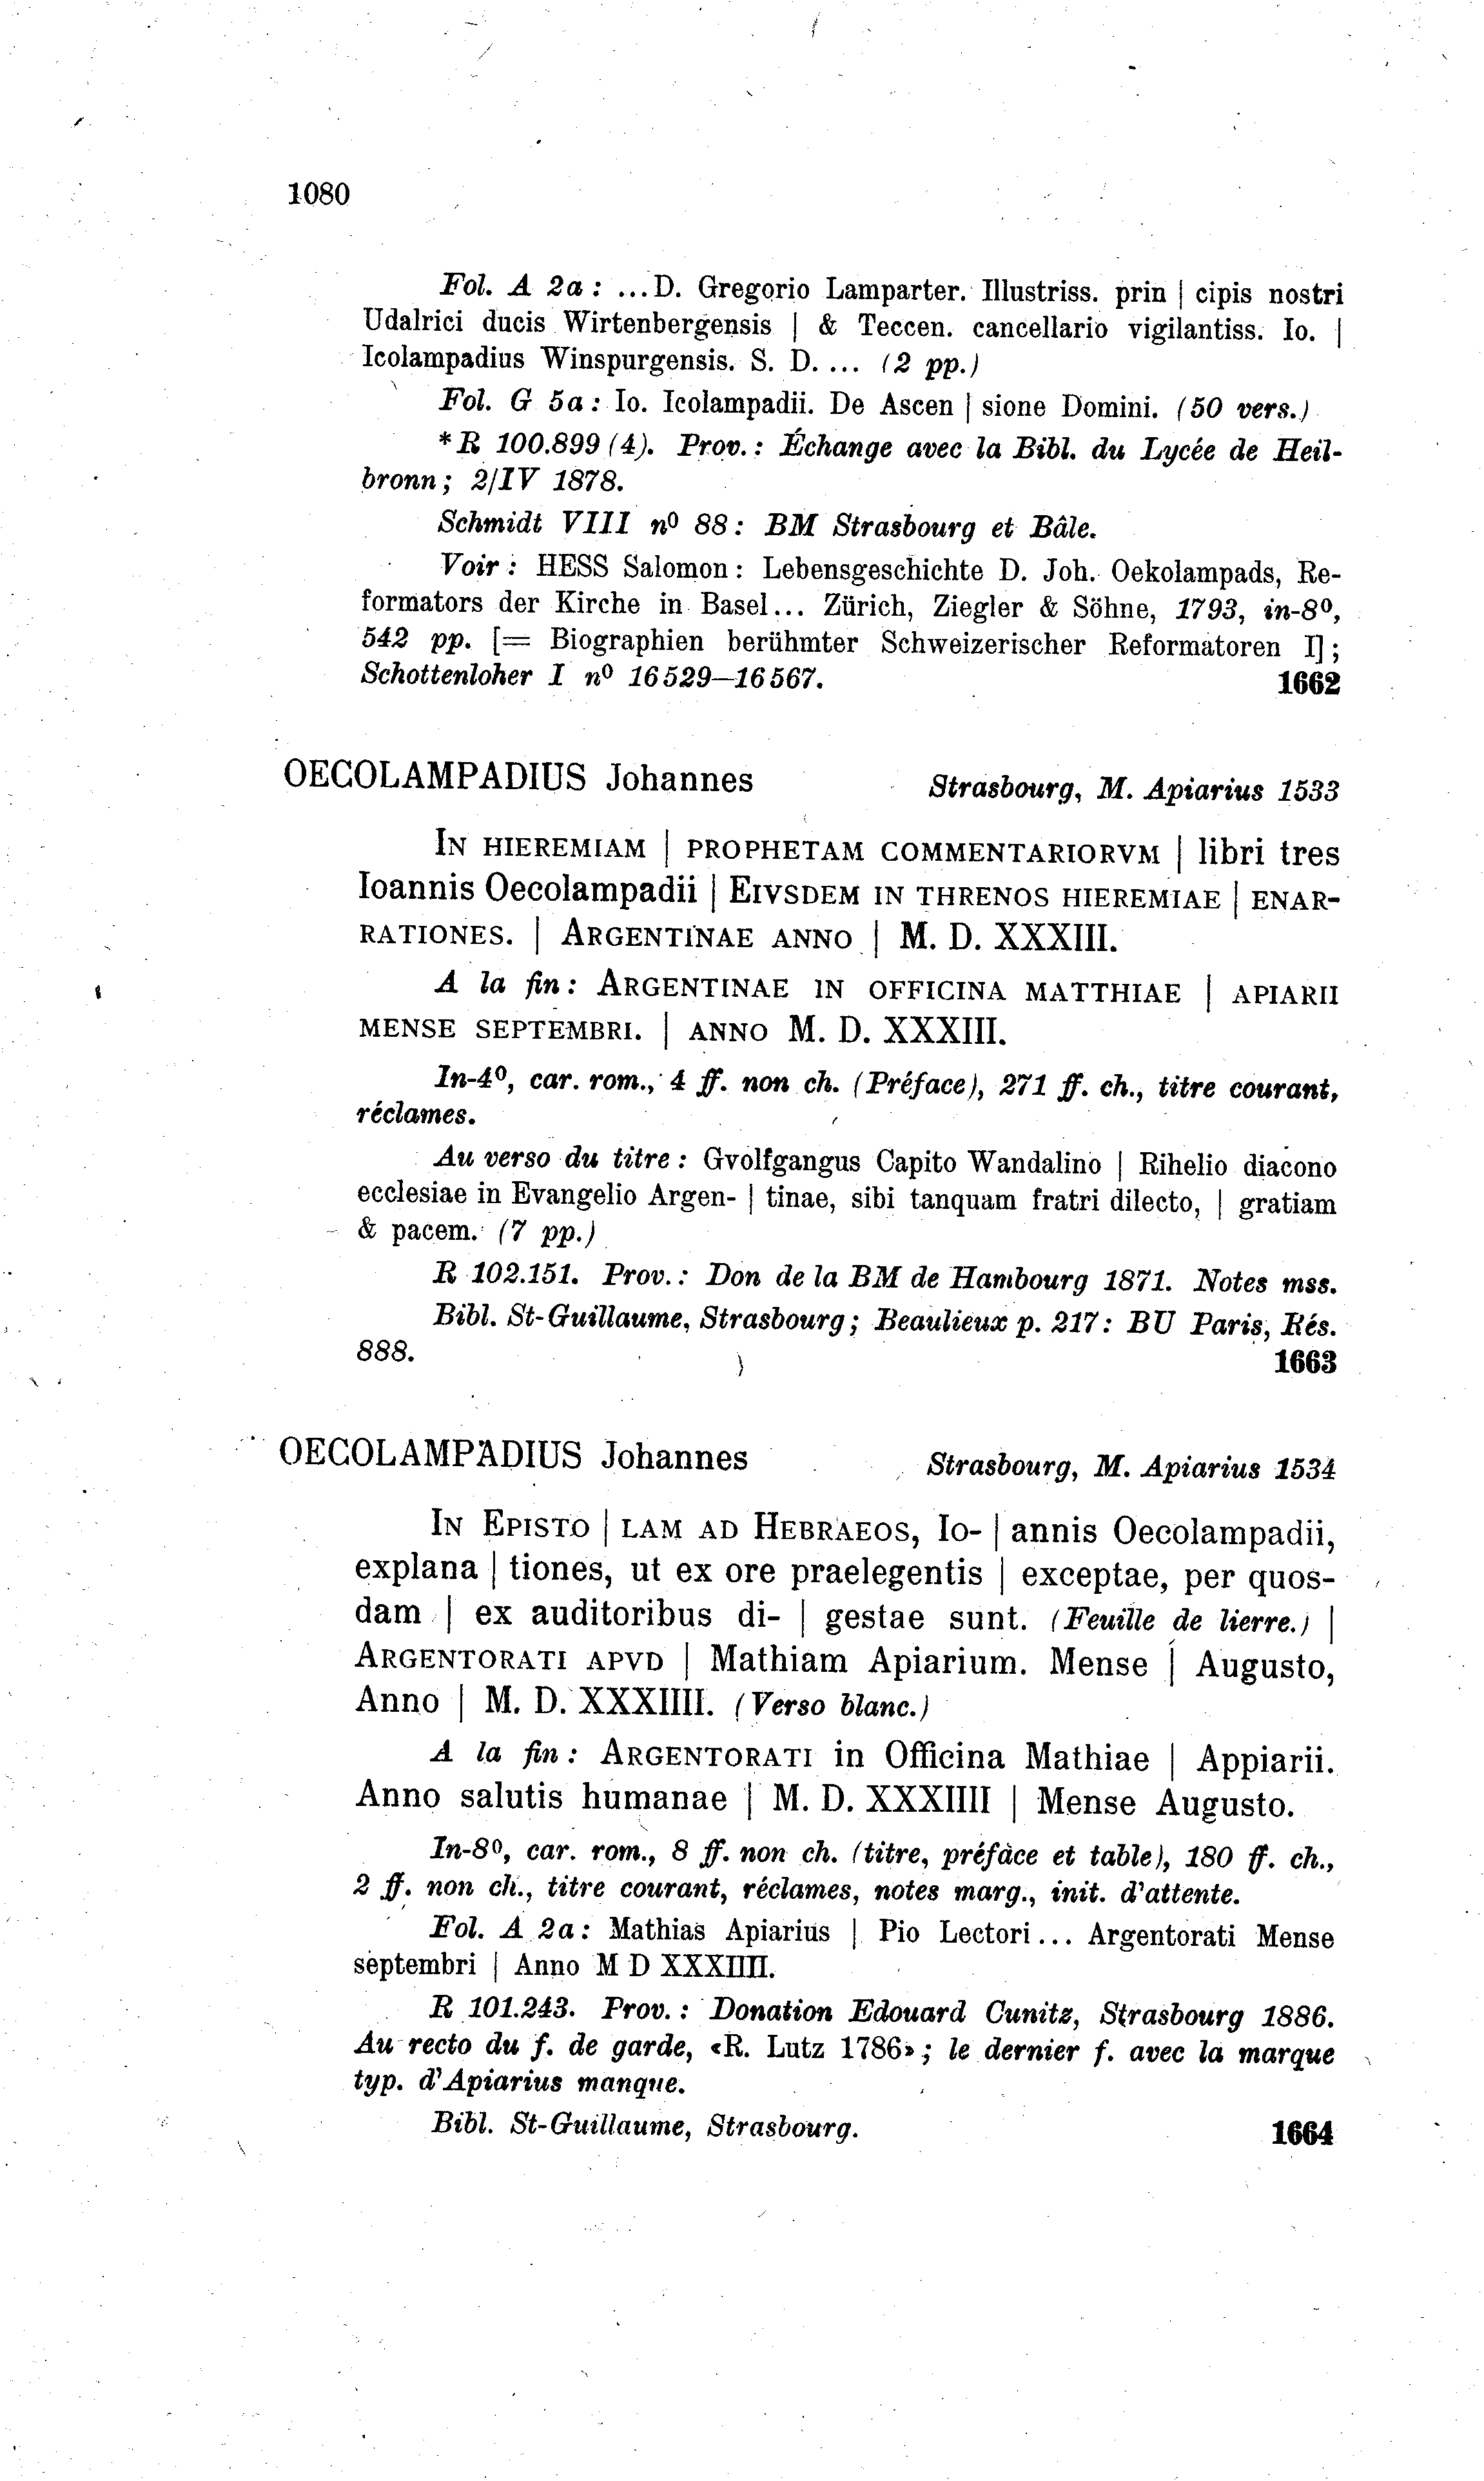 1080
Fol. A 2a : ...D. Gregorio Lamparter. Illustriss. prin | cipis nostri
Udalrici ducis Wirtenbergensis | & Teccen. cancellario vigilantiss. Io. |
Icolampadius Winspurgensis. S. D. ... (2 pp.)
Fol. G 5a : Io. Icolampadii. De Ascen | sione Domini. (50 vers.)
* R 100.899 (4). Prov. : Échange avec la Bibl. du Lycée de Heil-
bronn ; 2/IV 1878.
Schmidt VIII nº 88 : BM Strasbourg et Bâle.
Voir : HESS Salomon : Lebensgeschichte D. Joh. Oekolampads, Re-
formators der Kirche in Basel... Zürich, Ziegler & Söhne, 1793, in-8º,
542 pp. [= Biographien berühmter Schweizerischer Reformatoren I] ;
Schottenloher I nº 16529—16567. 1662
OECOLAMPADIUS Johannes Strasbourg, M. Apiarius 1533
IN HIEREMIAM | PROPHETAM COMMENTARIORVM | libri tres
Ioannis Oecolampadii | EIVSDEM IN THRENOS HIEREMIAE | ENAR-
RATIONES. | ARGENTINAE ANNO | M. D. XXXIII.
A la fin : ARGENTINAE IN OFFICINA MATTHIAE | APIARII
MENSE SEPTEMBRI. | ANNO M. D. XXXIII.
In-4º, car. rom., 4 ff. non ch. (Préface), 271 ff. ch., titre courant,
réclames.
Au verso du titre : Gvolfgangus Capito Wandalino | Rihelio diacono
ecclesiae in Evangelio Argen- | tinae, sibi tanquam fratri dilecto, | gratiam
& pacem. (7 pp.)
R 102.151. Prov. : Don de la BM de Hambourg 1871. Notes mss.
Bibl. St-Guillaume, Strasbourg ; Beaulieux p. 217 : BU Paris, Rés.
888. 1663
OECOLAMPADIUS Johannes Strasbourg, M. Apiarius 1534
IN EPISTO | LAM AD HEBRAEOS, Io- | annis Oecolampadii,
explana | tiones, ut ex ore praelegentis | exceptae, per quos-
dam | ex auditoribus di- | gestae sunt. (Feuille de lierre.) |
ARGENTORATI APVD | Mathiam Apiarium. Mense | Augusto,
Anno | M. D. XXXIIII. (Verso blanc.)
A la fin : ARGENTORATI in Officina Mathiae | Appiarii.
Anno salutis humanae | M. D. XXXIIII | Mense Augusto.
In-8º, car. rom., 8 ff. non ch. (titre, préface et table), 180 ff. ch.,
2 ff. non ch., titre courant, réclames, notes marg., init. d'attente.
Fol. A 2a : Mathias Apiarius | Pio Lectori... Argentorati Mense
septembri | Anno M D XXXIIII.
R 101.243. Prov. : Donation Edouard Cunitz, Strasbourg 1886.
Au recto du f. de garde, «R. Lutz 1786» ; le dernier f. avec la marque
typ. d'Apiarius manque.
Bibl. St-Guillaume, Strasbourg. 1664